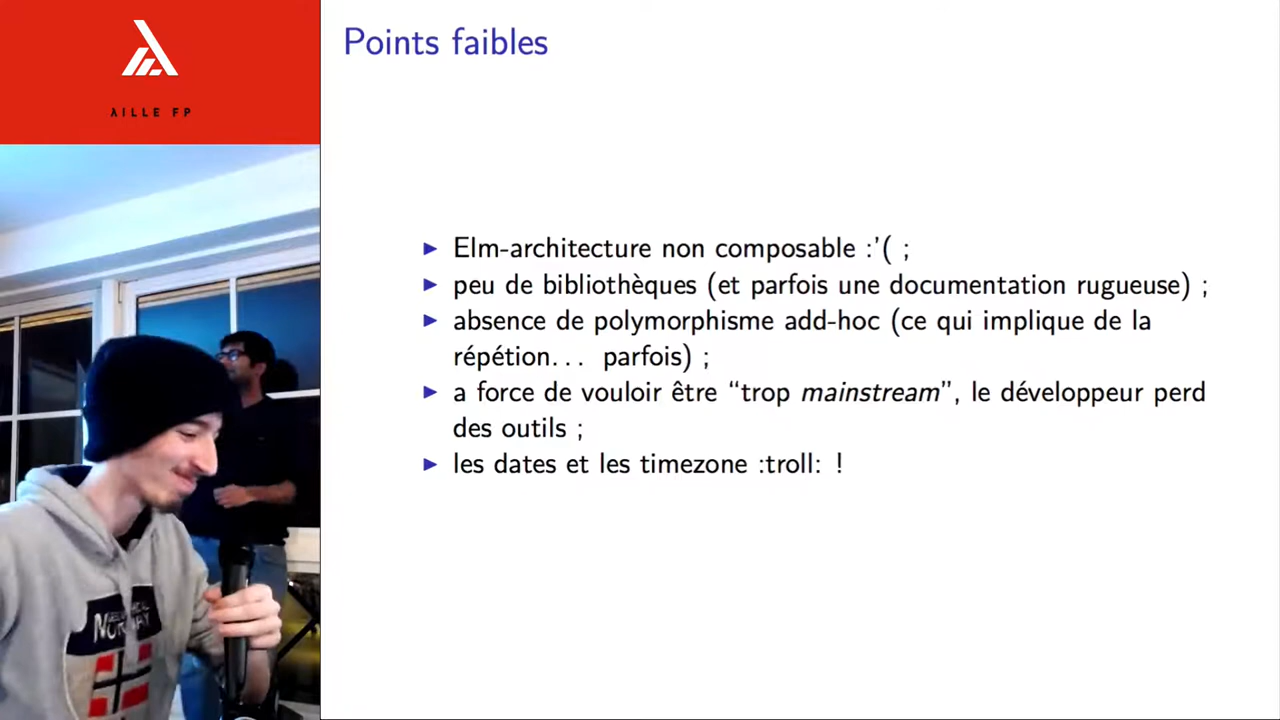 λILLE FP
Points faibles
▶ Elm-architecture non composable :'( ;
▶ peu de bibliothèques (et parfois une documentation rugueuse) ;
▶ absence de polymorphisme add-hoc (ce qui implique de la
répétion... parfois) ;
▶ a force de vouloir être “trop mainstream”, le développeur perd
des outils ;
▶ les dates et les timezone :troll: !
NORWAY